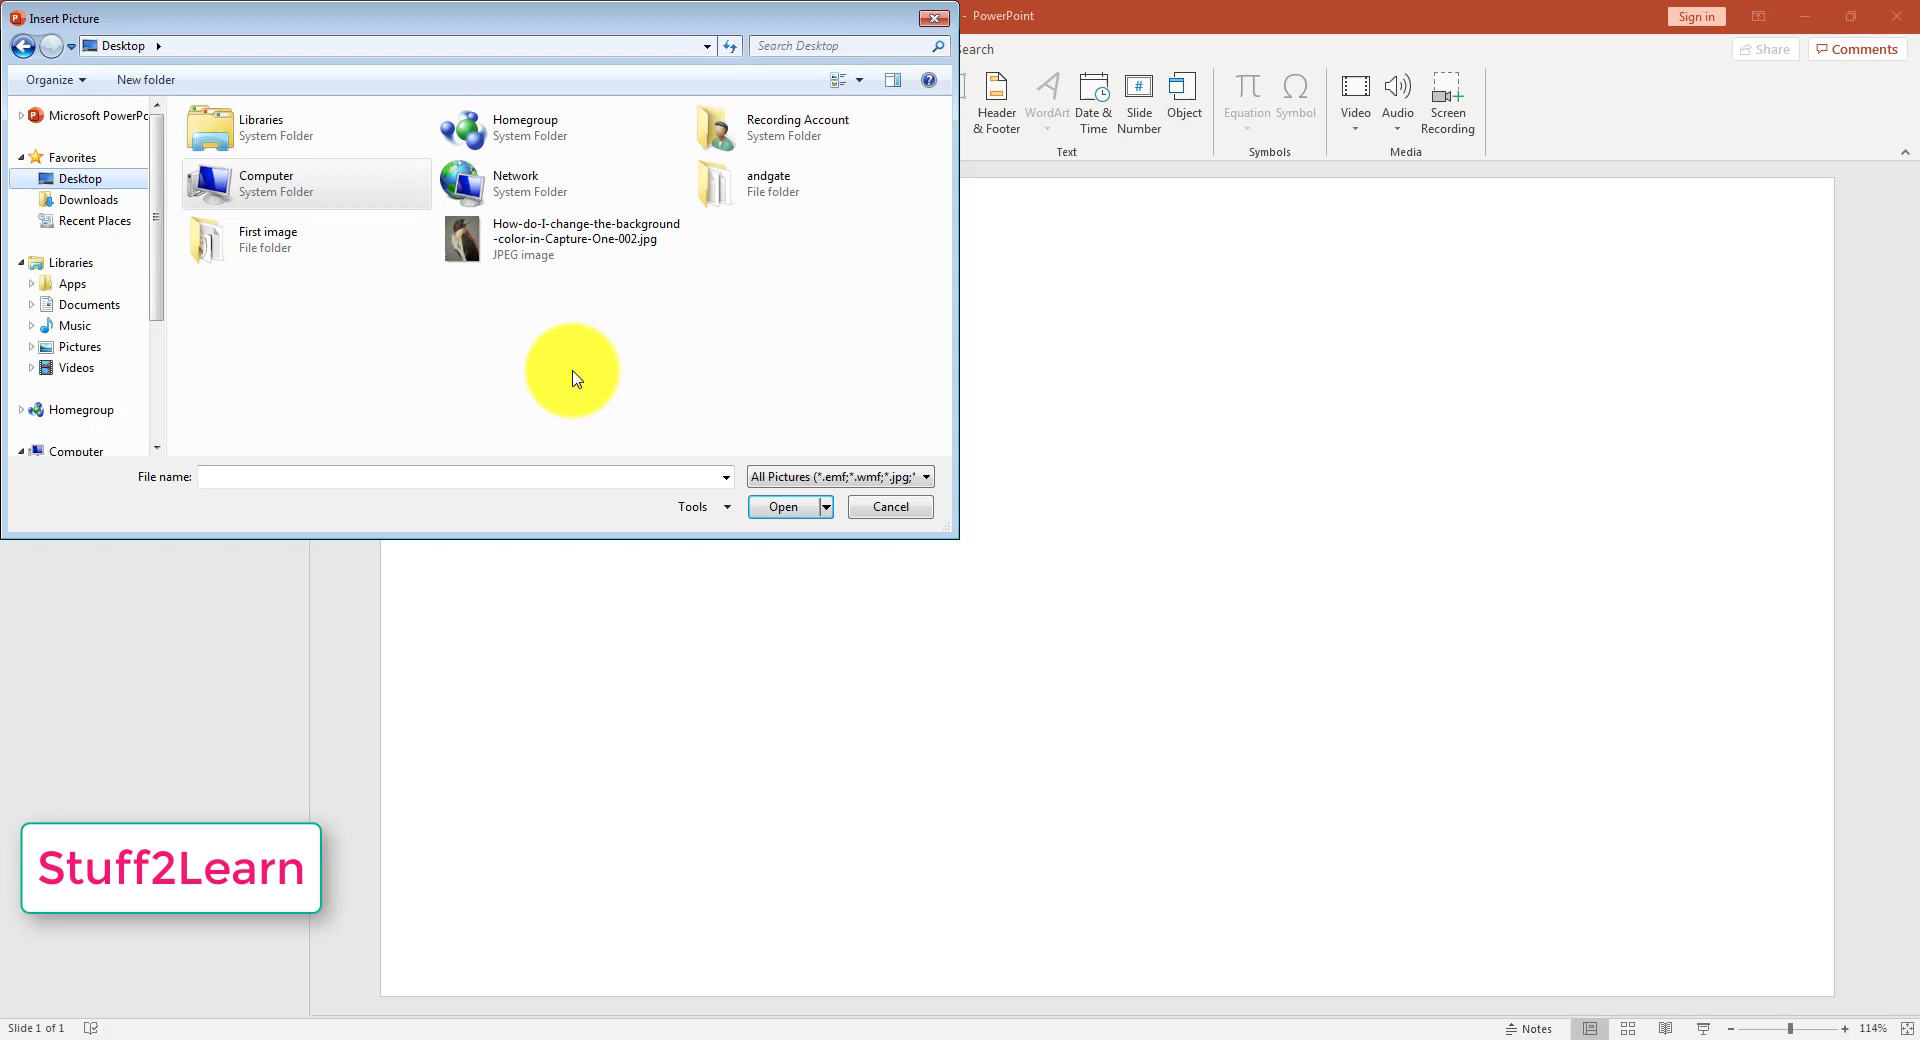 Insert Picture
- PowerPoint
Sign in
Desktop
Search Desktop
earch
Share
Comments
Organize
New folder
Header
& Footer
WordArt
Date &
Time
Slide
Number
Object
Equation
Symbol
Video
Audio
Screen
Recording
Text
Symbols
Media
Microsoft PowerPo
Favorites
Desktop
Downloads
Recent Places
Libraries
Apps
Documents
Music
Pictures
Videos
Homegroup
Computer
Libraries
System Folder
Homegroup
System Folder
Recording Account
System Folder
Computer
System Folder
Network
System Folder
andgate
File folder
First image
File folder
How-do-I-change-the-background
-color-in-Capture-One-002.jpg
JPEG image
File name:
All Pictures (*.emf;*.wmf;*.jpg;*
Tools
Open
Cancel
Stuff2Learn
Slide 1 of 1
Notes
114%